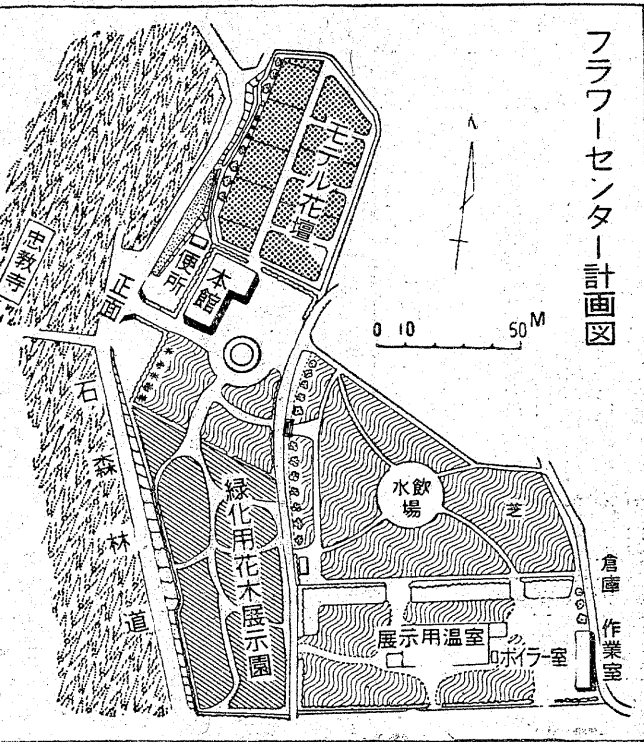 フラワーセンター計画図
モデル花壇
便所
本館
忠教寺
正面
0 10 50M
石森林道
緑化用花木展示園
水飲場
芝
倉庫 作業室
展示用温室
ボイラー室